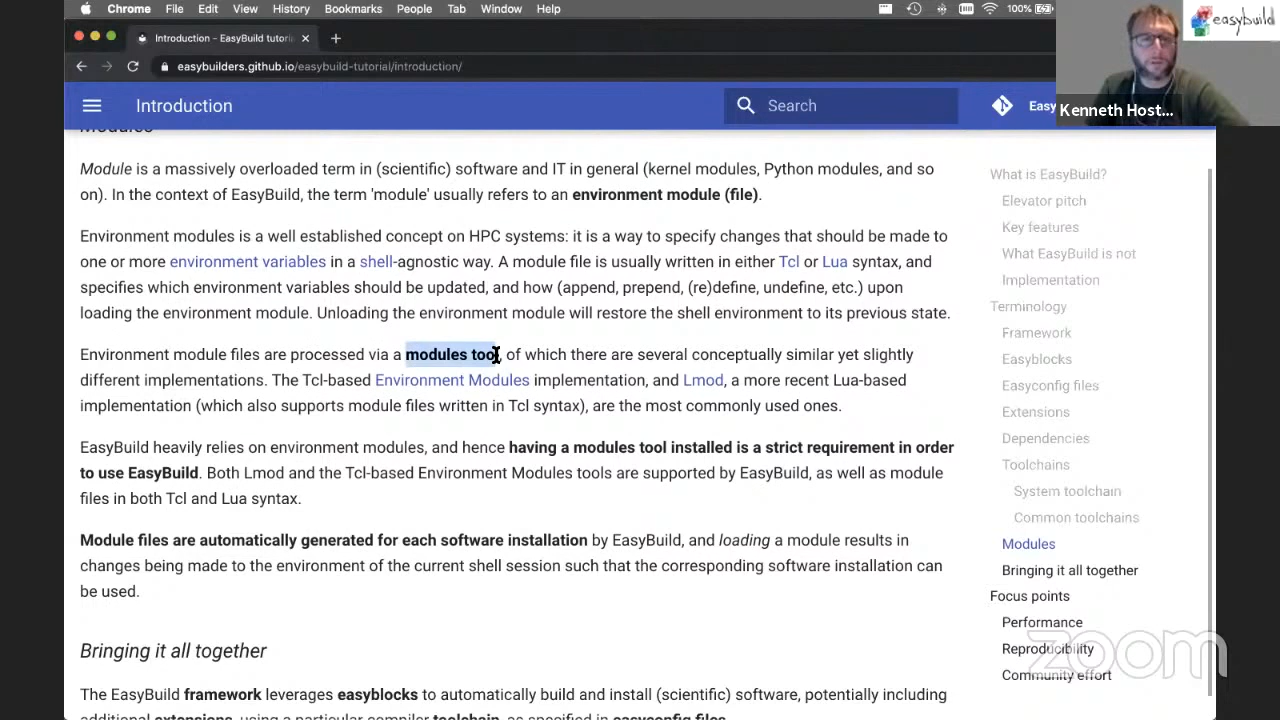 Chrome File Edit View History Bookmarks People Tab Window Help 100%
easybuild
Introduction - EasyBuild tutori
easybuilders.github.io/easybuild-tutorial/introduction/
Introduction
Search
Easy
Kenneth Host...
Modules
Module is a massively overloaded term in (scientific) software and IT in general (kernel modules, Python modules, and so
on). In the context of EasyBuild, the term 'module' usually refers to an environment module (file).
Environment modules is a well established concept on HPC systems: it is a way to specify changes that should be made to
one or more environment variables in a shell-agnostic way. A module file is usually written in either Tcl or Lua syntax, and
specifies which environment variables should be updated, and how (append, prepend, (re)define, undefine, etc.) upon
loading the environment module. Unloading the environment module will restore the shell environment to its previous state.
Environment module files are processed via a modules tool, of which there are several conceptually similar yet slightly
different implementations. The Tcl-based Environment Modules implementation, and Lmod, a more recent Lua-based
implementation (which also supports module files written in Tcl syntax), are the most commonly used ones.
EasyBuild heavily relies on environment modules, and hence having a modules tool installed is a strict requirement in order
to use EasyBuild. Both Lmod and the Tcl-based Environment Modules tools are supported by EasyBuild, as well as module
files in both Tcl and Lua syntax.
Module files are automatically generated for each software installation by EasyBuild, and loading a module results in
changes being made to the environment of the current shell session such that the corresponding software installation can
be used.
Bringing it all together
The EasyBuild framework leverages easyblocks to automatically build and install (scientific) software, potentially including
additional extensions, using a particular compiler toolchain, as specified in easyconfig files.
What is EasyBuild?
Elevator pitch
Key features
What EasyBuild is not
Implementation
Terminology
Framework
Easyblocks
Easyconfig files
Extensions
Dependencies
Toolchains
System toolchain
Common toolchains
Modules
Bringing it all together
Focus points
Performance
Reproducibility
Community effort
zoom